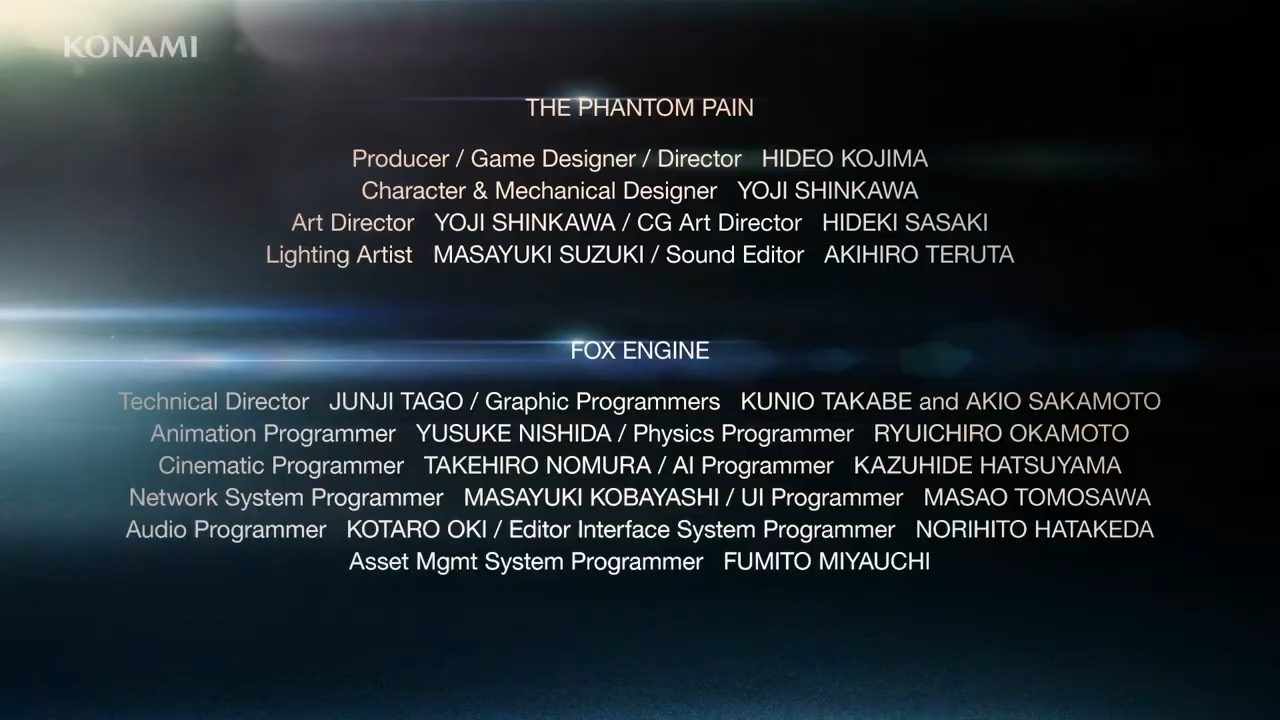 KONAMI
THE PHANTOM PAIN
Producer / Game Designer / Director HIDEO KOJIMA
Character & Mechanical Designer YOJI SHINKAWA
Art Director YOJI SHINKAWA / CG Art Director HIDEKI SASAKI
Lighting Artist MASAYUKI SUZUKI / Sound Editor AKIHIRO TERUTA
FOX ENGINE
Technical Director JUNJI TAGO / Graphic Programmers KUNIO TAKABE and AKIO SAKAMOTO
Animation Programmer YUSUKE NISHIDA / Physics Programmer RYUICHIRO OKAMOTO
Cinematic Programmer TAKEHIRO NOMURA / AI Programmer KAZUHIDE HATSUYAMA
Network System Programmer MASAYUKI KOBAYASHI / UI Programmer MASAO TOMOSAWA
Audio Programmer KOTARO OKI / Editor Interface System Programmer NORIHITO HATAKEDA
Asset Mgmt System Programmer FUMITO MIYAUCHI